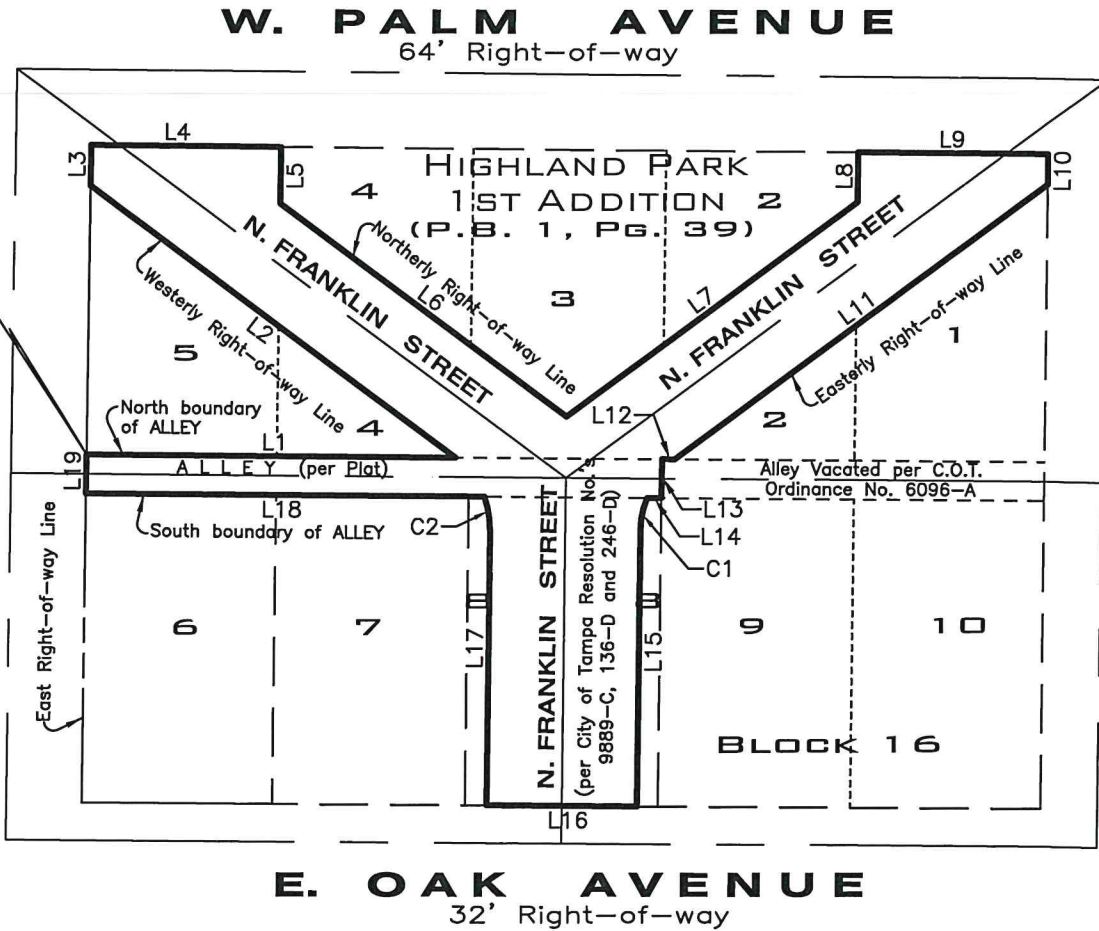 W. PALM AVENUE
64' Right-of-way
L4
L9
L3
L5
L8
L10
HIGHLAND PARK
1ST ADDITION
(P.B. 1, PG. 39)
4
2
N. FRANKLIN STREET
Northerly Right-of-way Line
L6
3
L7
N. FRANKLIN STREET
L11
Easterly Right-of-way Line
1
Westerly Right-of-way Line
L2
5
4
L12
2
North boundary
of ALLEY
L1
ALLEY (per Plat)
L19
Alley Vacated per C.O.T.
Ordinance No. 6096-A
L18
South boundary of ALLEY
C2
L13
L14
C1
East Right-of-way Line
6
7
8
L17
N. FRANKLIN STREET
(per City of Tampa Resolution No.s
9889-C, 136-D and 246-D)
8
L15
9
10
BLOCK 16
L16
E. OAK AVENUE
32' Right-of-way